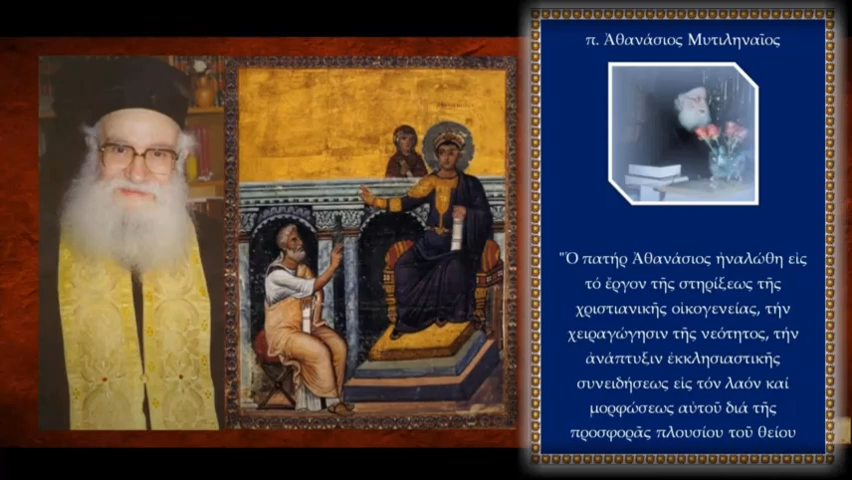 π. Ἀθανάσιος Μυτιληναῖος
"Ὁ πατήρ Ἀθανάσιος ἠναλώθη εἰς
τό ἔργον τῆς στηρίξεως τῆς
χριστιανικῆς οἰκογενείας, τήν
χειραγώγησιν τῆς νεότητος, τήν
ἀνάπτυξιν ἐκκλησιαστικῆς
συνειδήσεως εἰς τόν λαόν καί
μορφώσεως αὐτοῦ διά τῆς
προσφορᾶς πλουσίου τοῦ θείου